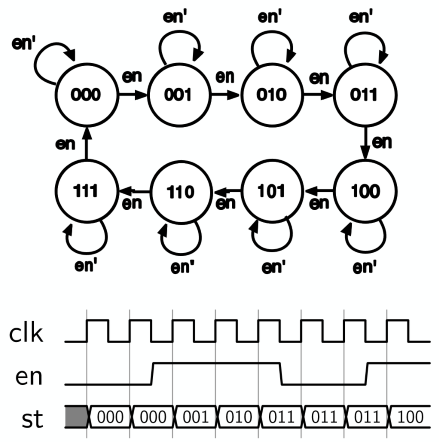 en' en' en' en'
000 en 001 en 010 en 011
en en
111 en 110 en 101 en 100
en' en' en' en'
clk
en
st 000 000 001 010 011 011 011 100